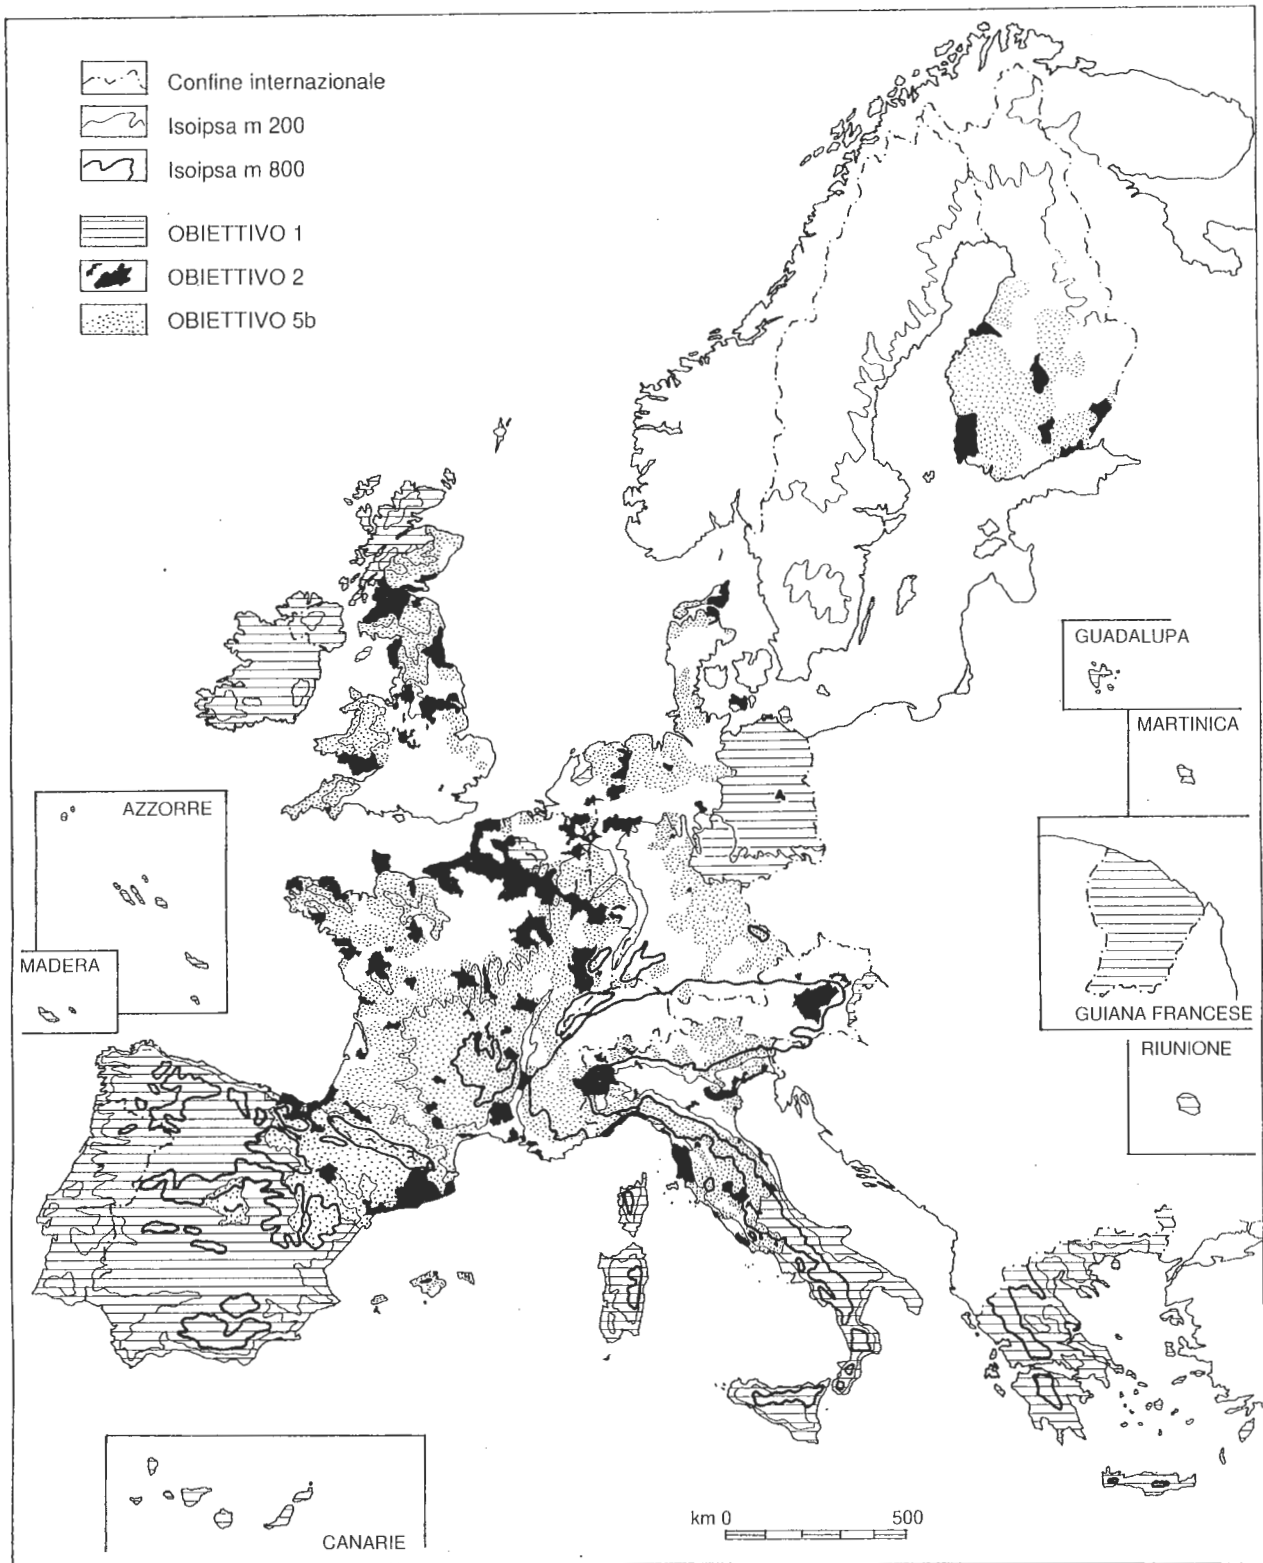 Confine internazionale
Isoipsa m 200
Isoipsa m 800
OBIETTIVO 1
OBIETTIVO 2
OBIETTIVO 5b
GUADALUPA
MARTINICA
A
AZZORRE
MADERA
GUIANA FRANCESE
RIUNIONE
CANARIE
km 0 500